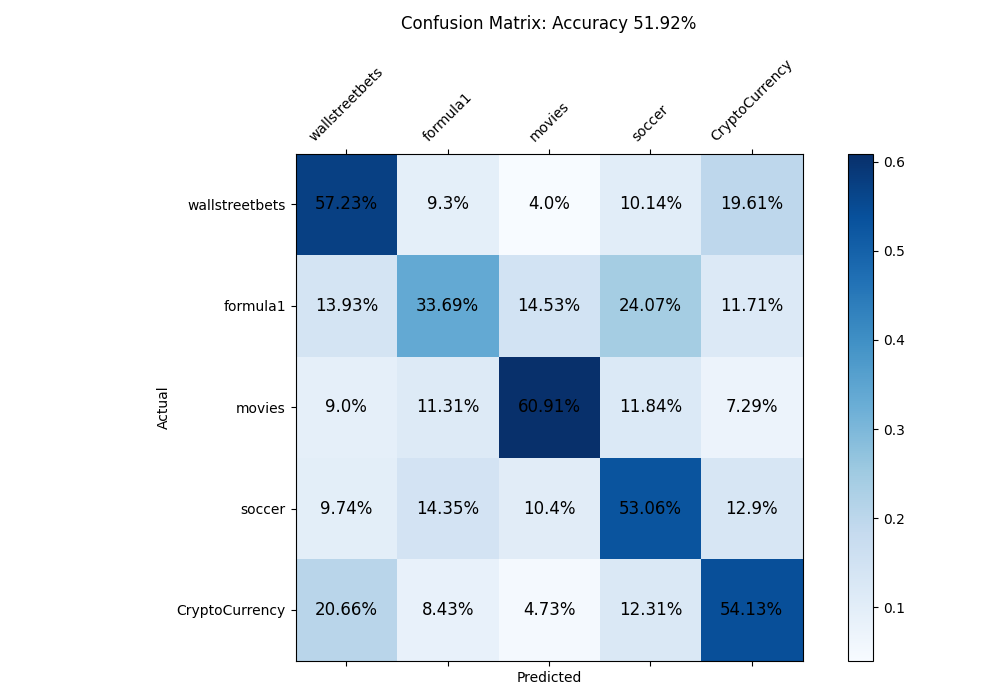 Confusion Matrix: Accuracy 51.92%
wallstreetbets formula1 movies soccer CryptoCurrency
wallstreetbets 57.23% 9.3% 4.0% 10.14% 19.61%
formula1 13.93% 33.69% 14.53% 24.07% 11.71%
movies 9.0% 11.31% 60.91% 11.84% 7.29%
soccer 9.74% 14.35% 10.4% 53.06% 12.9%
CryptoCurrency 20.66% 8.43% 4.73% 12.31% 54.13%
Actual
Predicted
0.6
0.5
0.4
0.3
0.2
0.1